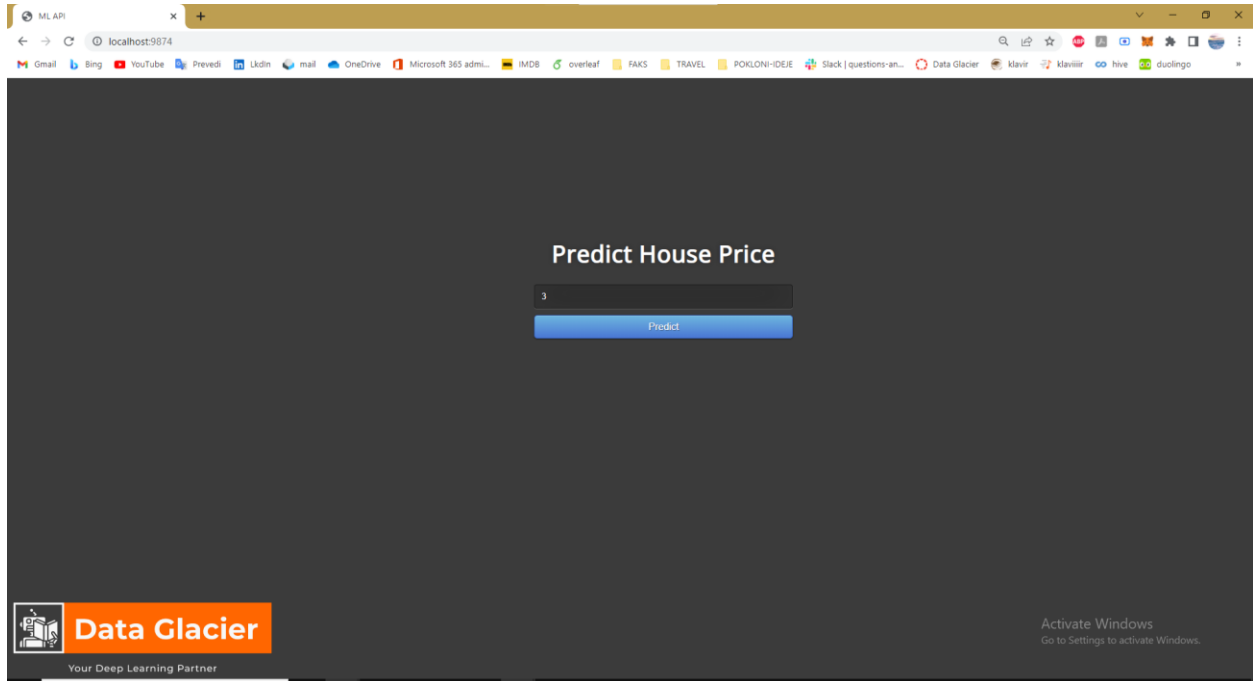 ML API
localhost:9874
Gmail Bing YouTube Prevedi Lkdin mail OneDrive Microsoft 365 admi... IMDB overleaf FAKS TRAVEL POKLONI-IDEJE Slack | questions-an... Data Glacier klavir klaviiiir hive duolingo »
Predict House Price
3
Predict
Data Glacier
Your Deep Learning Partner
Activate Windows
Go to Settings to activate Windows.